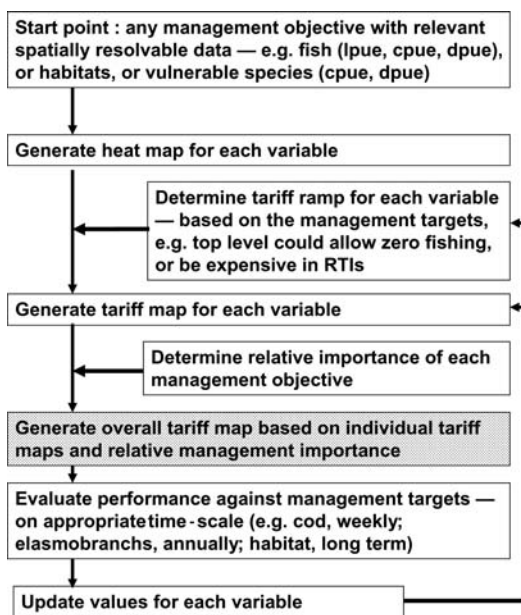 Start point : any management objective with relevant
spatially resolvable data — e.g. fish (lpue, cpue, dpue),
or habitats, or vulnerable species (cpue, dpue)
Generate heat map for each variable
Determine tariff ramp for each variable
— based on the management targets,
e.g. top level could allow zero fishing,
or be expensive in RTIs
Generate tariff map for each variable
Determine relative importance of each
management objective
Generate overall tariff map based on individual tariff
maps and relative management importance
Evaluate performance against management targets —
on appropriate time-scale (e.g. cod, weekly;
elasmobranchs, annually; habitat, long term)
Update values for each variable